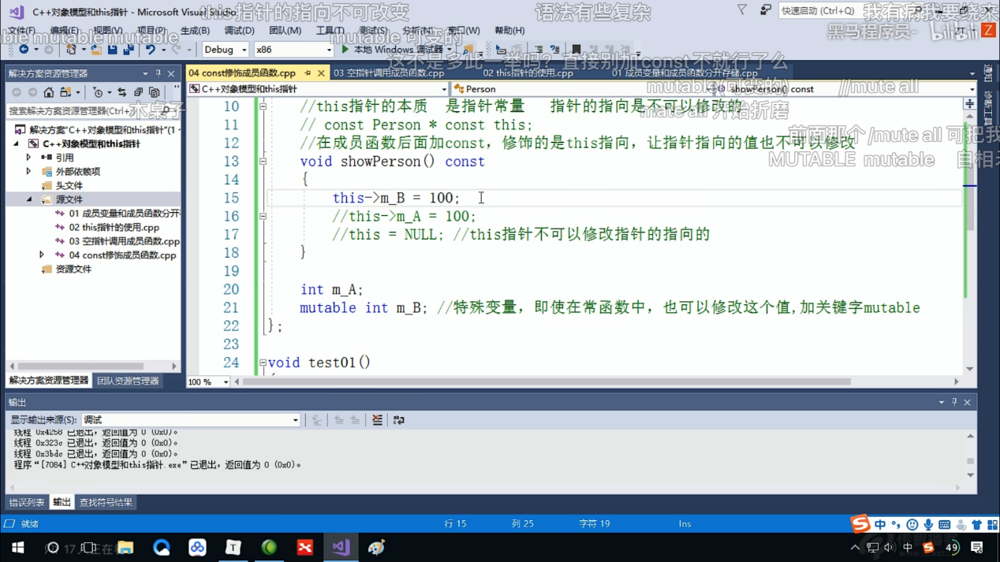 C++对象模型和this指针 - Microsoft Visual Studio
this指针的指向不可改变
语法有些复杂
快速启动 (Ctrl+Q)
我有病我要绕来
编辑(E)
视图(V)
项目(P)
生成(B)
调试(D)
团队(M)
工具(T)
测试(S)
窗口(W)
帮助(H)
mutable mutable
mutable 可变的
黑马程序员-
bilibili
Debug
x86
本地 Windows 调试器
这不是多此一举吗？直接别加const不就行了么
解决方案资源管理器
04 const修饰成员函数.cpp
03 空指针调用成员函数.cpp
02 this指针的使用.cpp
01 成员变量和成员函数分开存储.cpp
C++对象模型和this指针
Person
showPerson() const
mutable(可变的)
//mute all
搜索解决方案资源管理器(Ctrl+;)
木桌子
解决方案"C++对象模型和this指针"(1
C++对象模型和this指针
引用
外部依赖项
头文件
源文件
01 成员变量和成员函数分开
02 this指针的使用.cpp
03 空指针调用成员函数.cpp
04 const修饰成员函数.cpp
资源文件
10 //this指针的本质 是指针常量 指针的指向是不可以修改的
mate all 开始折磨
11 // const Person * const this;
前面那个 /mute all 可把我
12 //在成员函数后面加const，修饰的是this指向，让指针指向的值也不可以修改
MUTABLE mutable
13 void showPerson() const
14 {
15 this->m_B = 100;
16 //this->m_A = 100;
17 //this = NULL; //this指针不可以修改指针的指向的
18 }
19
20 int m_A;
21 mutable int m_B; //特殊变量，即使在常函数中，也可以修改这个值,加关键字mutable
22 };
23
24 void test01()
解决方案资源管理器
团队资源管理器
100 %
输出
显示输出来源(S):
调试
线程 0x4268 已退出，返回值为 0 (0x0)。
线程 0x323c 已退出，返回值为 0 (0x0)。
线程 0x3bdc 已退出，返回值为 0 (0x0)。
程序“[7084] C++对象模型和this指针.exe”已退出，返回值为 0 (0x0)。
错误列表
输出
查找符号结果
就绪
行 15
列 25
字符 19
Ins
中
中
49